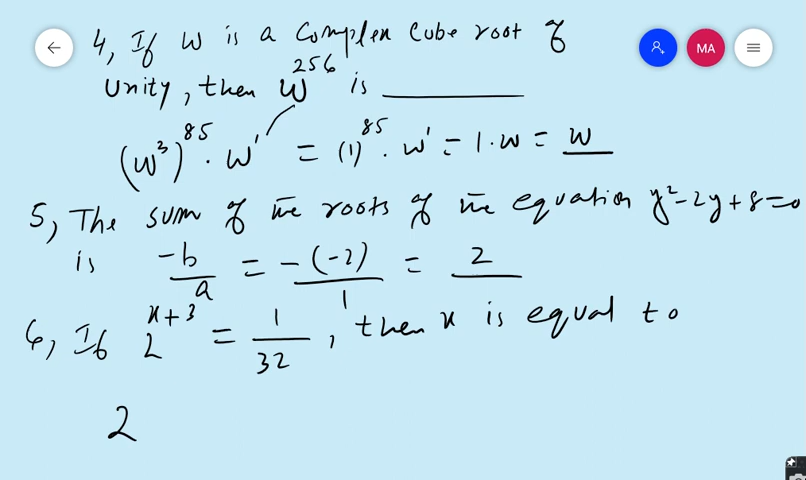 4, If w is a Complex Cube root of
MA
Unity, then w^256 is ________
(w^3)^85 . w^1 = (1)^85 . w^1 = 1 . w = w
5, The sum of the roots of the equation y^2 - 2y + 8 = 0
is -b/a = -(-2)/1 = 2
6, If 2^x+3 = 1/32, then x is equal to
2